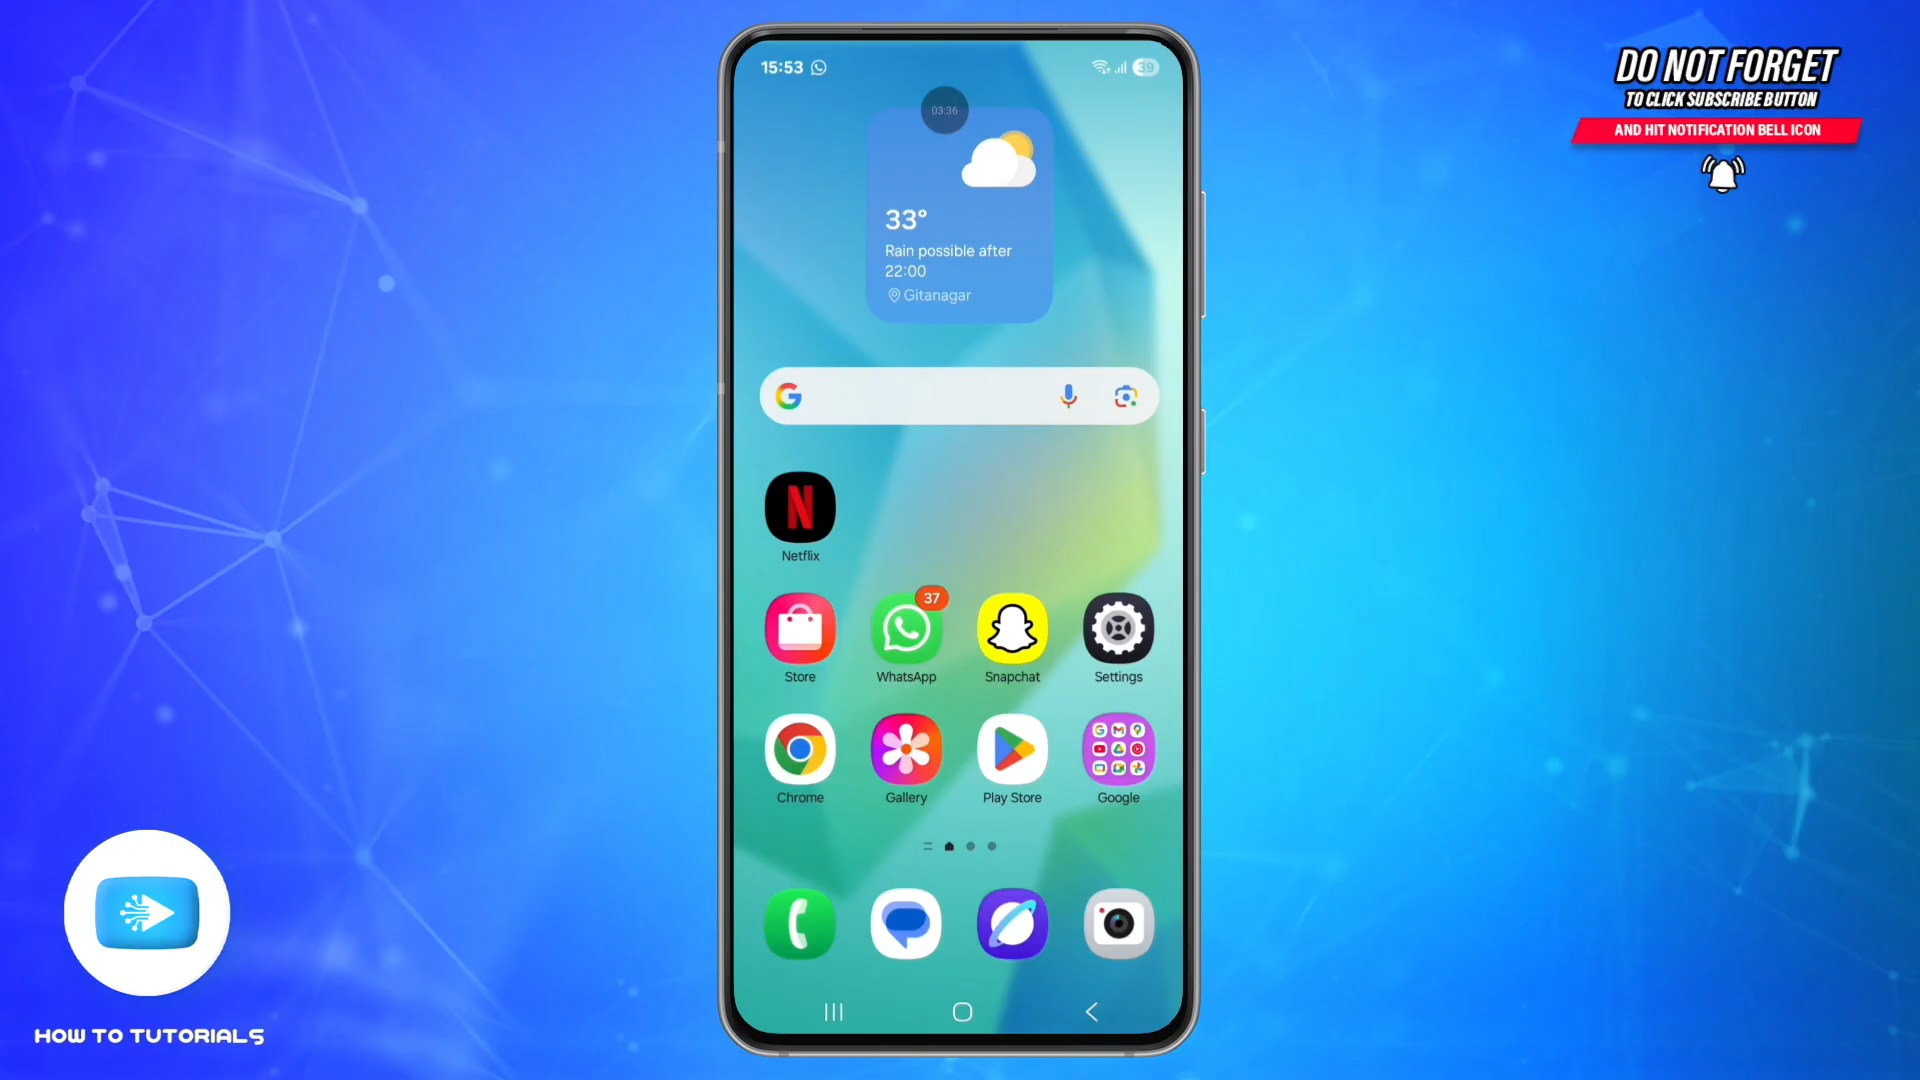 DO NOT FORGET
TO CLICK SUBSCRIBE BUTTON
AND HIT NOTIFICATION BELL ICON
15:53
39
03:36
33°
Rain possible after
22:00
Gitanagar
Netflix
37
Store WhatsApp Snapchat Settings
Chrome Gallery Play Store Google
HOW TO TUTORIALS